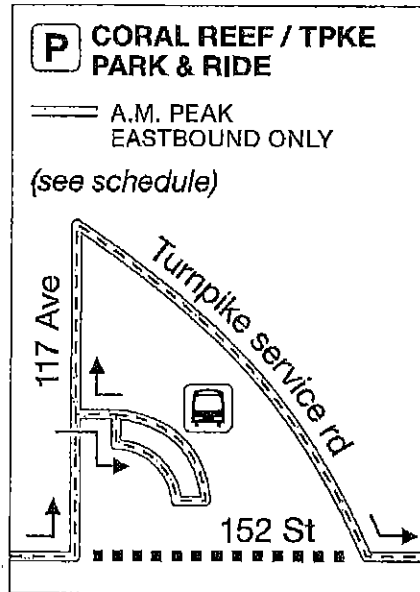 P CORAL REEF / TPKE
PARK & RIDE
A.M. PEAK
EASTBOUND ONLY
(see schedule)
117 Ave
Turnpike service rd
152 St